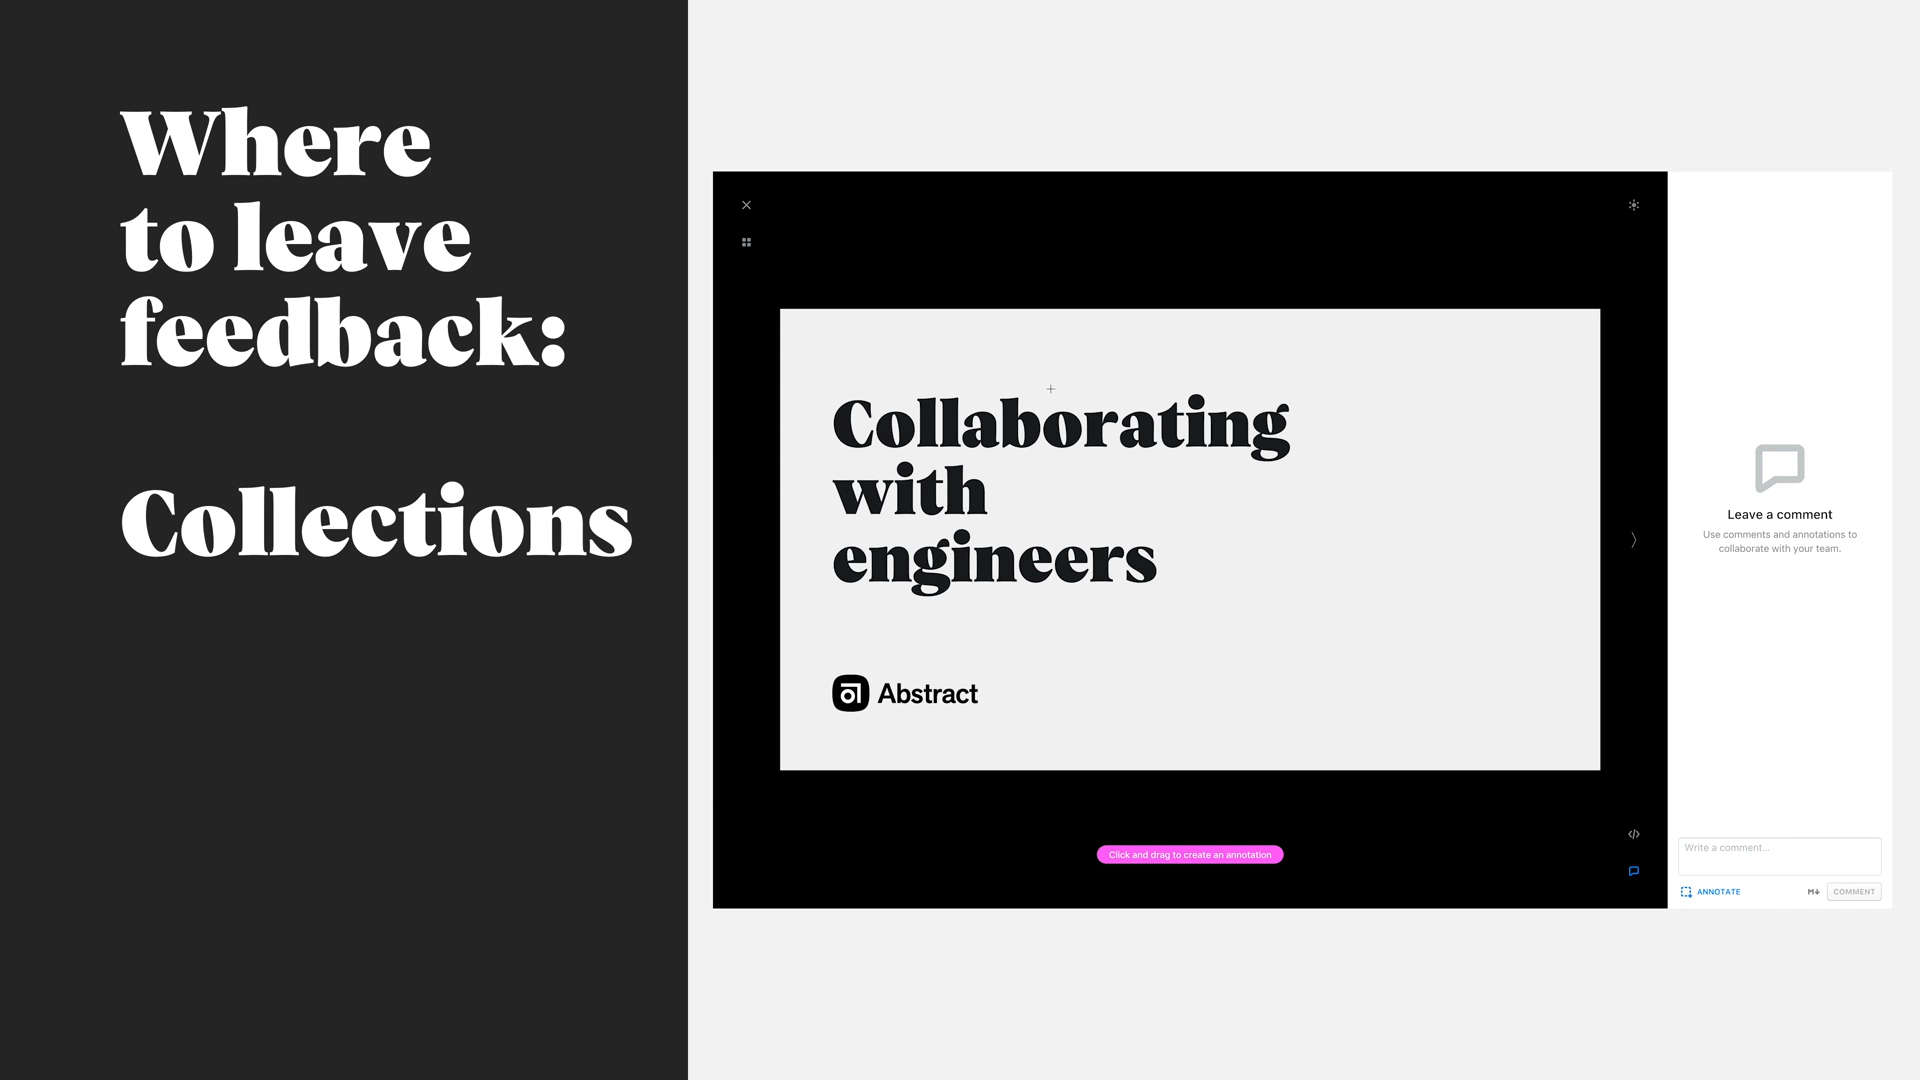 Where
to leave
feedback:
Collections
Collaborating
with
engineers
Abstract
Click and drag to create an annotation
Leave a comment
Use comments and annotations to
collaborate with your team.
Write a comment...
ANNOTATE
M↓
COMMENT